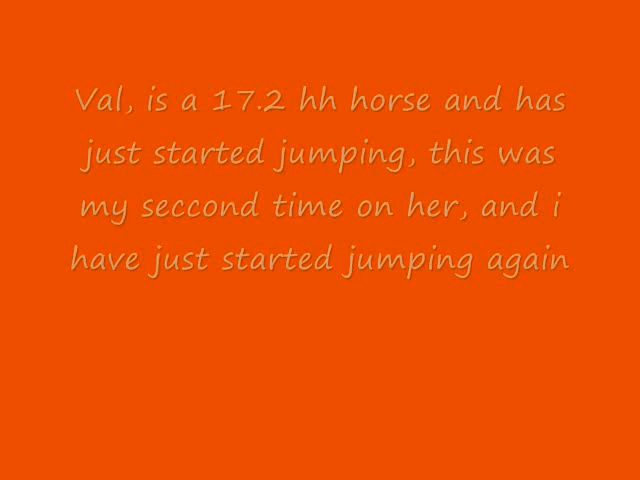 Val, is a 17.2 hh horse and has
just started jumping, this was
my seccond time on her, and i
have just started jumping again